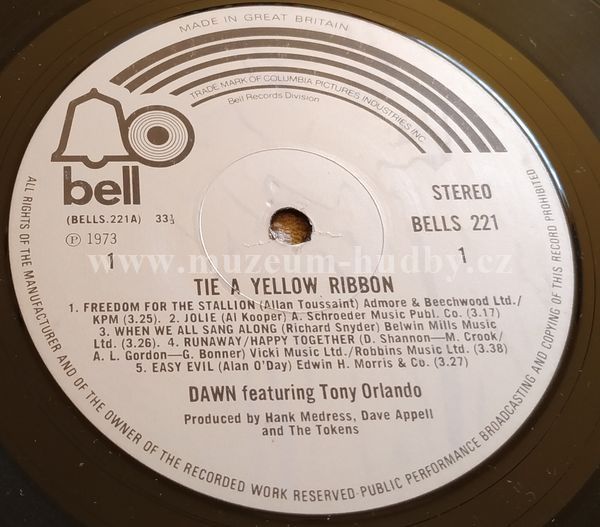 MADE IN GREAT BRITAIN
TRADE MARK OF COLUMBIA PICTURES INDUSTRIES INC.
Bell Records Division
bell
(BELLS.221A) 33⅓
Ⓟ 1973
1
STEREO
BELLS 221
1
www.muzeum-hudby.cz
TIE A YELLOW RIBBON
1. FREEDOM FOR THE STALLION (Allan Toussaint) Admore & Beechwood Ltd./
KPM (3.25). 2. JOLIE (Al Kooper) A. Schroeder Music Publ. Co. (3.17)
3. WHEN WE ALL SANG ALONG (Richard Snyder) Belwin Mills Music
Ltd. (3.26). 4. RUNAWAY/HAPPY TOGETHER (D. Shannon—M. Crook/
A. L. Gordon—G. Bonner) Vicki Music Ltd./Robbins Music Ltd. (3.38)
5. EASY EVIL (Alan O'Day) Edwin H. Morris & Co. (3.27)
DAWN featuring Tony Orlando
Produced by Hank Medress, Dave Appell
and The Tokens
ALL RIGHTS OF THE MANUFACTURER AND OF THE OWNER OF THE RECORDED WORK RESERVED·PUBLIC PERFORMANCE BROADCASTING AND COPYING OF THIS RECORD PROHIBITED